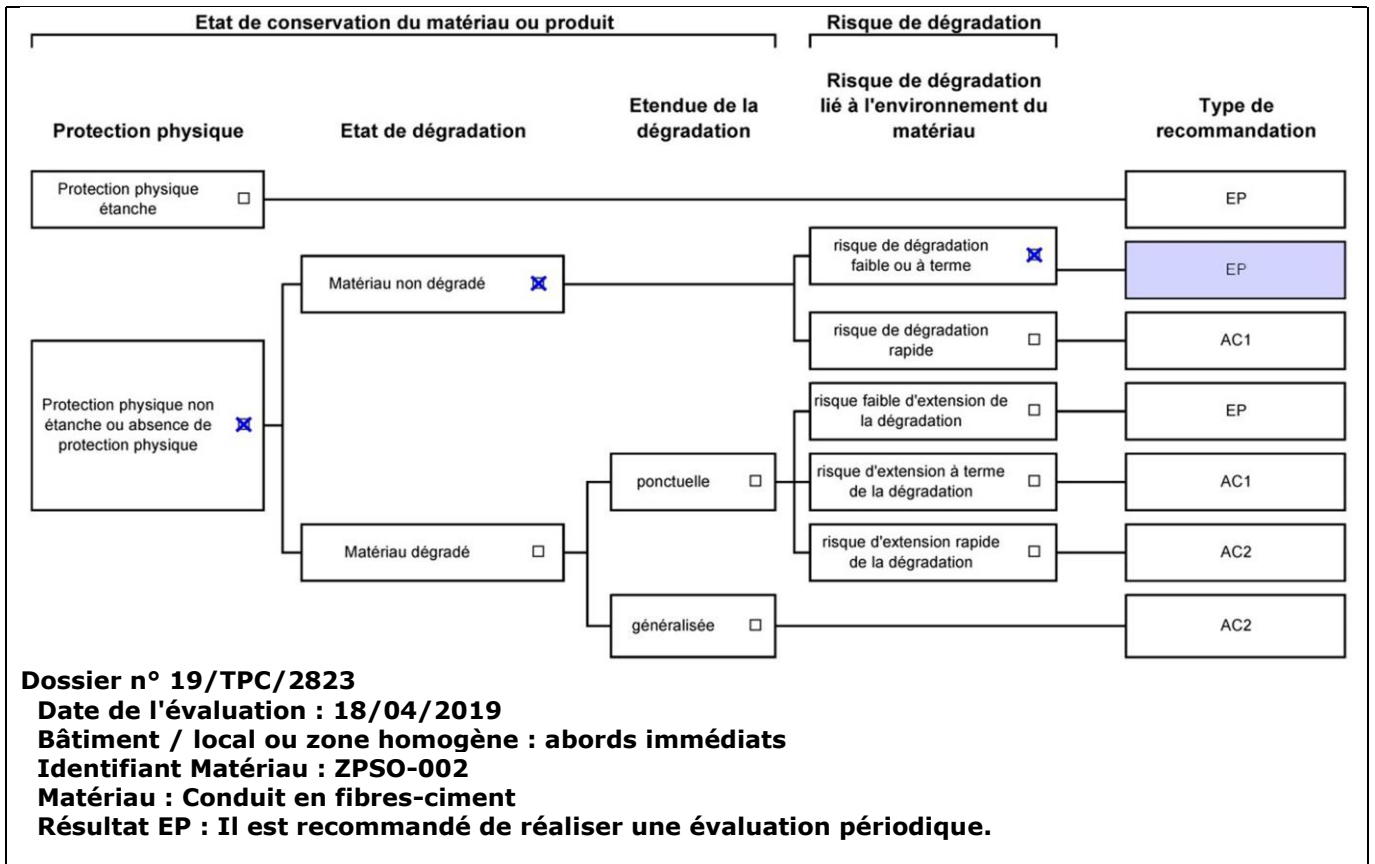 Etat de conservation du matériau ou produit
Risque de dégradation
Protection physique
Etat de dégradation
Etendue de la
dégradation
Risque de dégradation
lié à l'environnement du
matériau
Type de
recommandation
Protection physique
étanche
EP
risque de dégradation
faible ou à terme
EP
Matériau non dégradé
risque de dégradation
rapide
AC1
Protection physique non
étanche ou absence de
protection physique
risque faible d'extension de
la dégradation
EP
ponctuelle
risque d'extension à terme
de la dégradation
AC1
Matériau dégradé
risque d'extension rapide
de la dégradation
AC2
généralisée
AC2
Dossier n° 19/TPC/2823
Date de l'évaluation : 18/04/2019
Bâtiment / local ou zone homogène : abords immédiats
Identifiant Matériau : ZPSO-002
Matériau : Conduit en fibres-ciment
Résultat EP : Il est recommandé de réaliser une évaluation périodique.